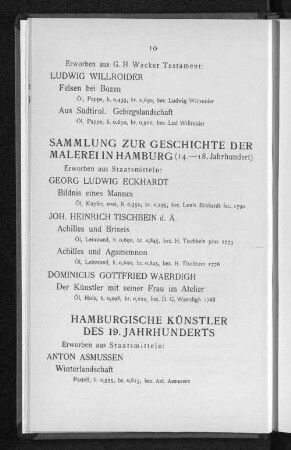 10
Erworben aus G. H. Wacker Testament:
LUDWIG WILLROIDER
Felsen bei Bozen
Öl, Pappe, h. 0,435, br. 0,690, bez. Ludwig Willroider
Aus Südtirol. Gebirgslandschaft
Öl, Pappe, h. 0,630, br. 0,500, bez. Lud Willroider
SAMMLUNG ZUR GESCHICHTE DER
MALEREI IN HAMBURG (14.—18. Jahrhundert)
Erworben aus Staatsmitteln:
GEORG LUDWIG ECKHARDT
Bildnis eines Mannes
Öl, Kupfer, oval, h. 0,350, br. 0,295, bez. Louis Eckhardt fec. 1790
JOH. HEINRICH TISCHBEIN d. Ä.
Achilles und Briseis
Öl, Leinwand, h. 0,690, br. 0,845, bez. H. Tischbein pinx. 1773
Achilles und Agamemnon
Öl, Leinwand, h. 0,690, br. 0,845, bez. H. Tischbein 1776
DOMINICUS GOTTFRIED WAERDIGH
Der Künstler mit seiner Frau im Atelier
Öl, Holz, h. 0,296, br. 0,210, bez. D. G. Waerdigh 1768
HAMBURGISCHE KÜNSTLER
DES 19. JAHRHUNDERTS
Erworben aus Staatsmitteln:
ANTON ASMUSSEN
Winterlandschaft
Pastell, h. 0,555, br. 0,815, bez. Ant. Asmussen